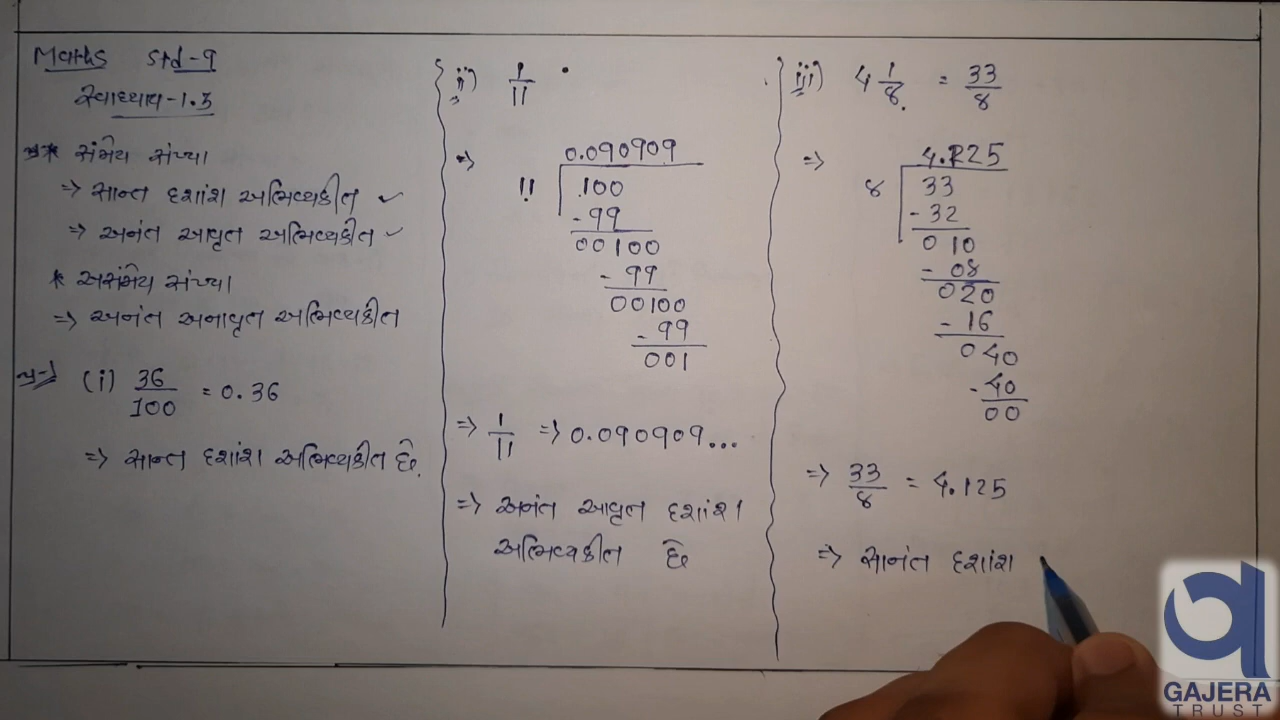 Maths Std-9
સ્વાધ્યાય-1.3
* સંમેય સંખ્યા
=> સાન્ત દશાંશ અભિવ્યક્તિ ✓
=> અનંત આવૃત અભિવ્યક્તિ ✓
* અસંમેય સંખ્યા
=> અનંત અનાવૃત અભિવ્યક્તિ
(i) 36/100 = 0.36
=> સાન્ત દશાંશ અભિવ્યક્તિ છે.
ii) 1/11
=> 0.090909
11 100
- 99
00100
- 99
00100
- 99
001
=> 1/11 => 0.090909...
=> અનંત આવૃત દશાંશ
અભિવ્યક્તિ છે
iii) 4 1/8 = 33/8
=> 4.125
8 33
- 32
0 10
- 08
020
- 16
040
- 40
00
=> 33/8 = 4.125
=> સાનંત દશાંશ
GAJERA
TRUST